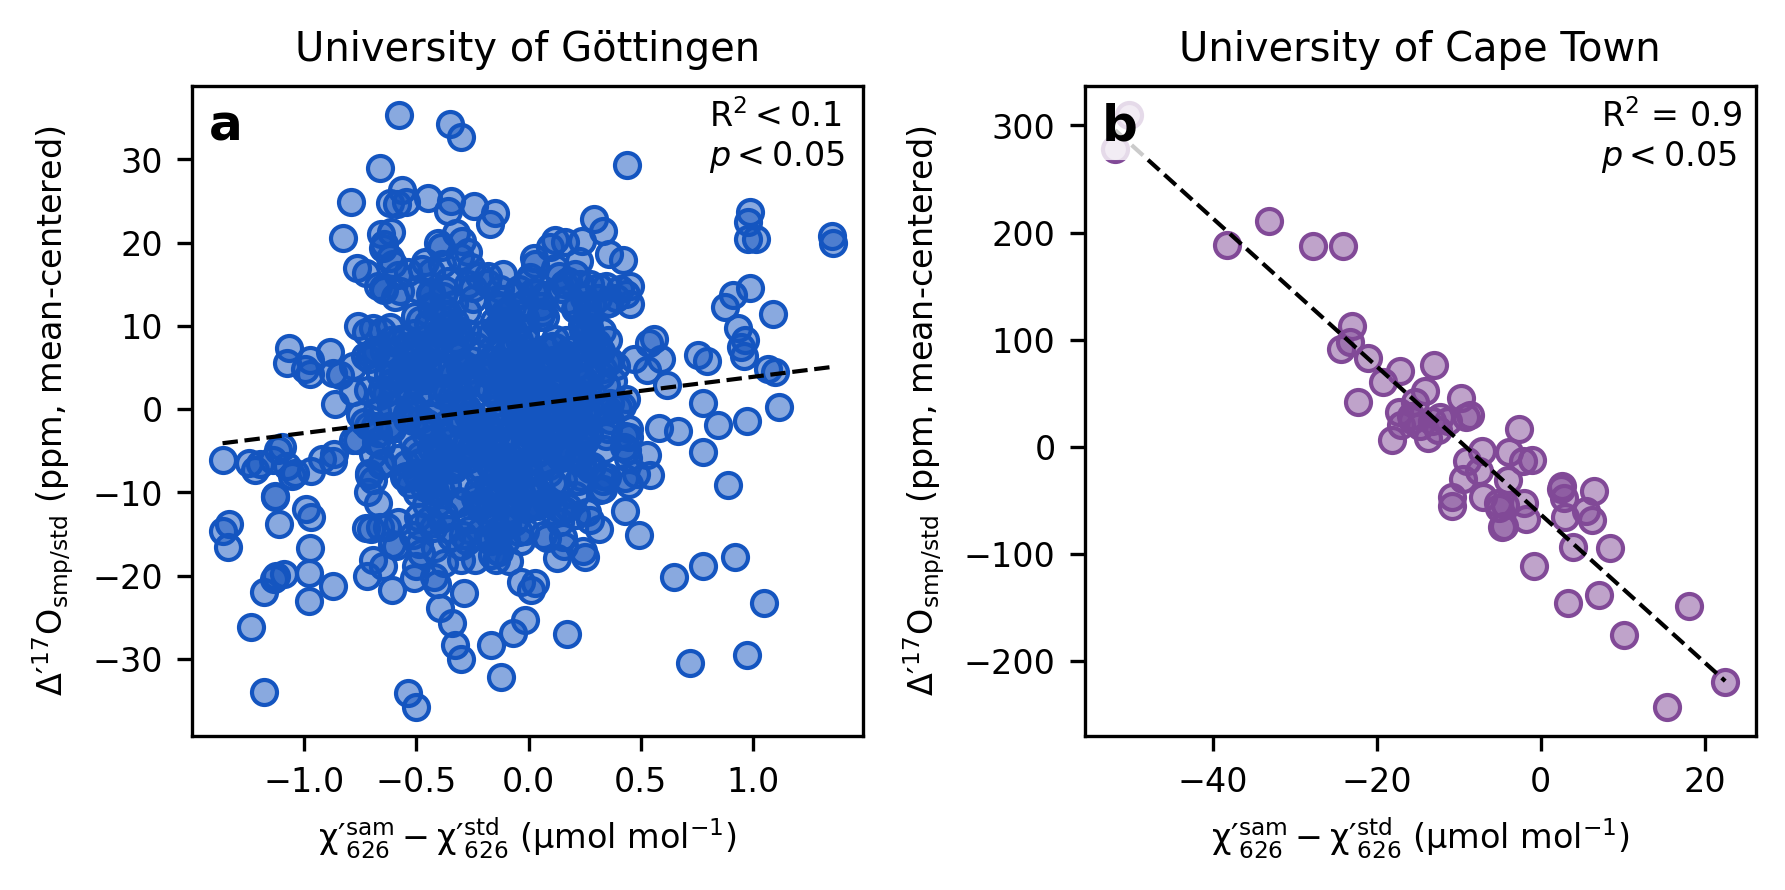 University of Göttingen
a
R² < 0.1
p < 0.05
30
20
10
0
−10
−20
−30
Δ′¹⁷O smp/std (ppm, mean-centered)
−1.0 −0.5 0.0 0.5 1.0
χ′ sam 626 − χ′ std 626 (μmol mol⁻¹)
University of Cape Town
b
R² = 0.9
p < 0.05
300
200
100
0
−100
−200
Δ′¹⁷O smp/std (ppm, mean-centered)
−40 −20 0 20
χ′ sam 626 − χ′ std 626 (μmol mol⁻¹)